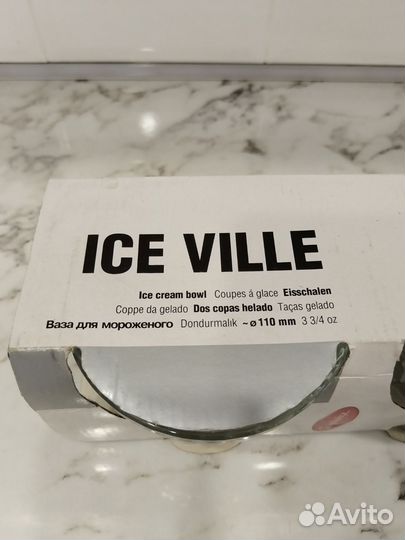 ICE VILLE
Ice cream bowl Coupes à glace Eisschalen
Coppe da gelado Dos copas helado Taças gelado
Ваза для мороженого Dondurmalık ~ø 110 mm 3 3/4 oz
Avito